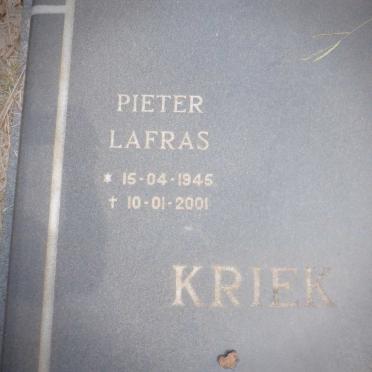 PIETER
LAFRAS
* 15-04-1945
† 10-01-2001
KRIEK